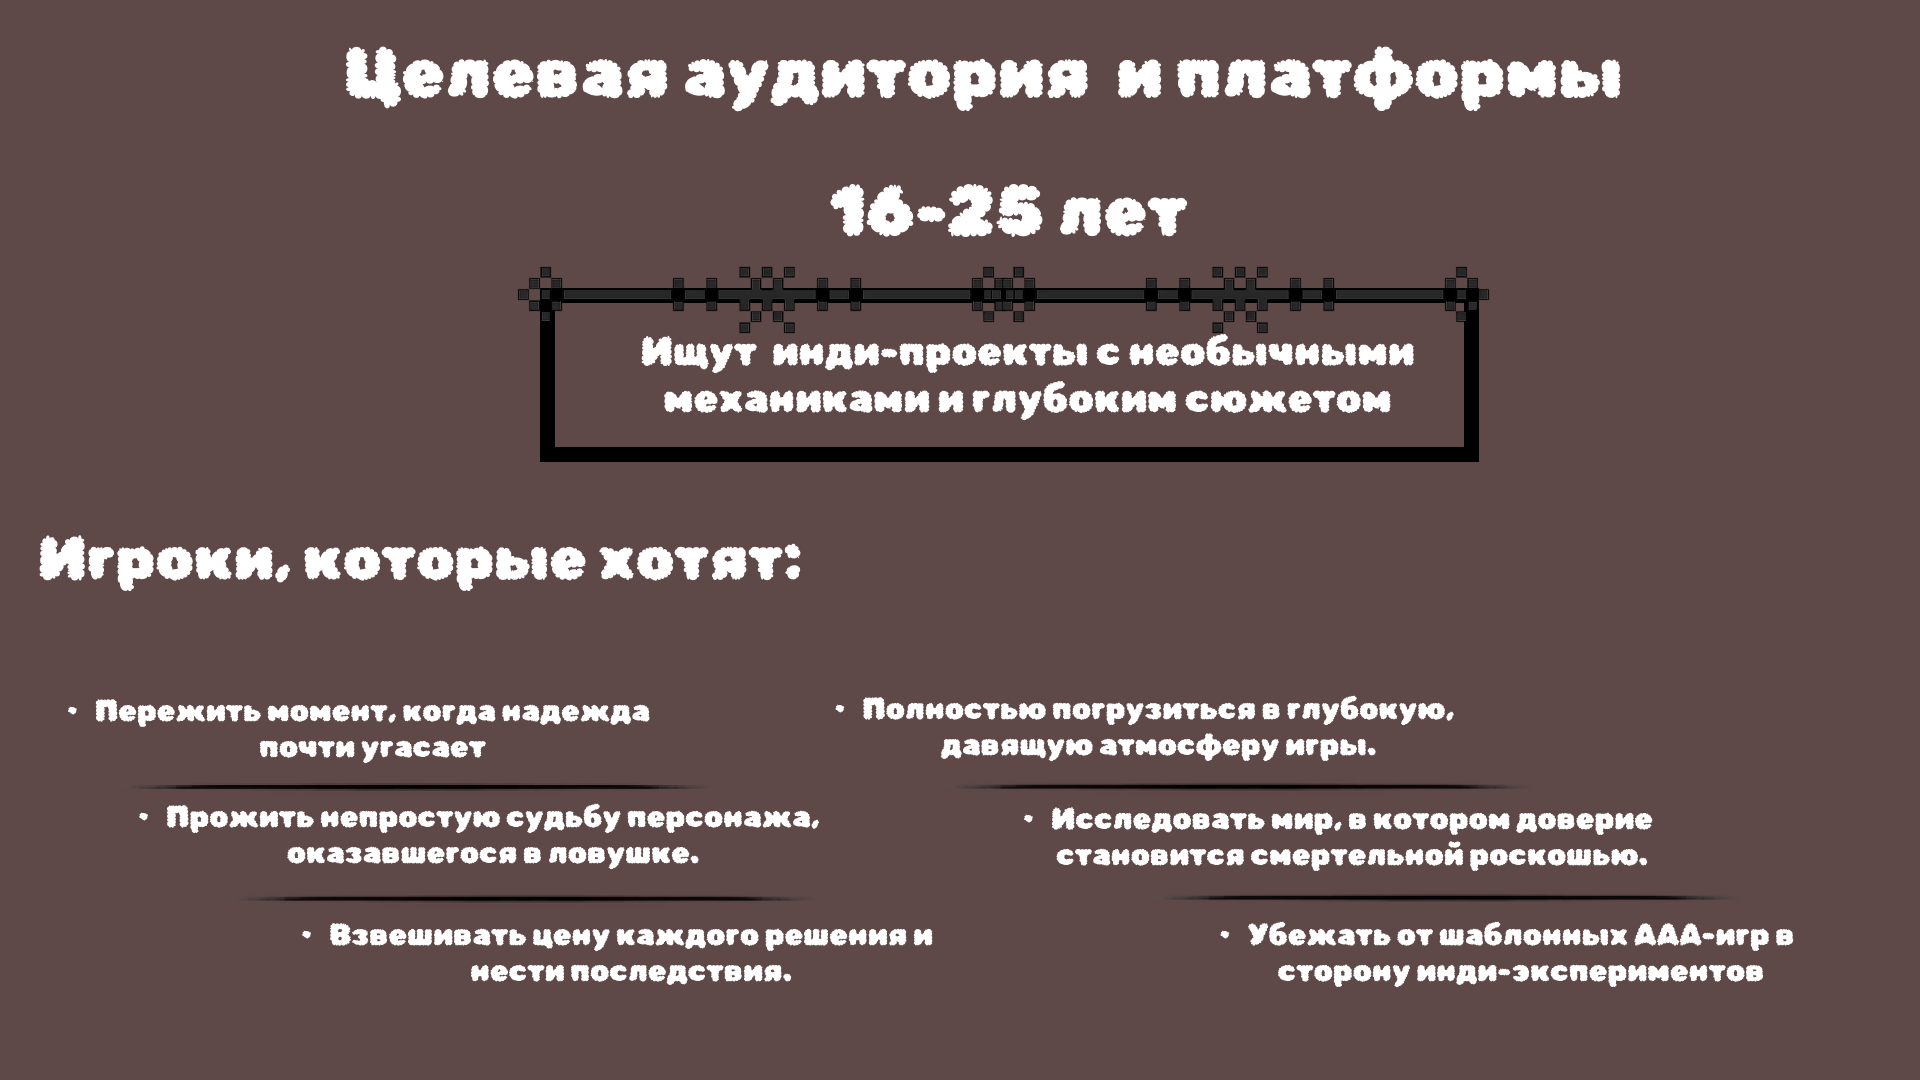 Целевая аудитория  и платформы
16-25 лет
Ищут  инди-проекты с необычными
механиками и глубоким сюжетом
Игроки, которые хотят:
• Пережить момент, когда надежда
почти угасает
• Прожить непростую судьбу персонажа,
оказавшегося в ловушке.
• Взвешивать цену каждого решения и
нести последствия.
• Полностью погрузиться в глубокую,
давящую атмосферу игры.
• Исследовать мир, в котором доверие
становится смертельной роскошью.
• Убежать от шаблонных ААА-игр в
сторону инди-экспериментов